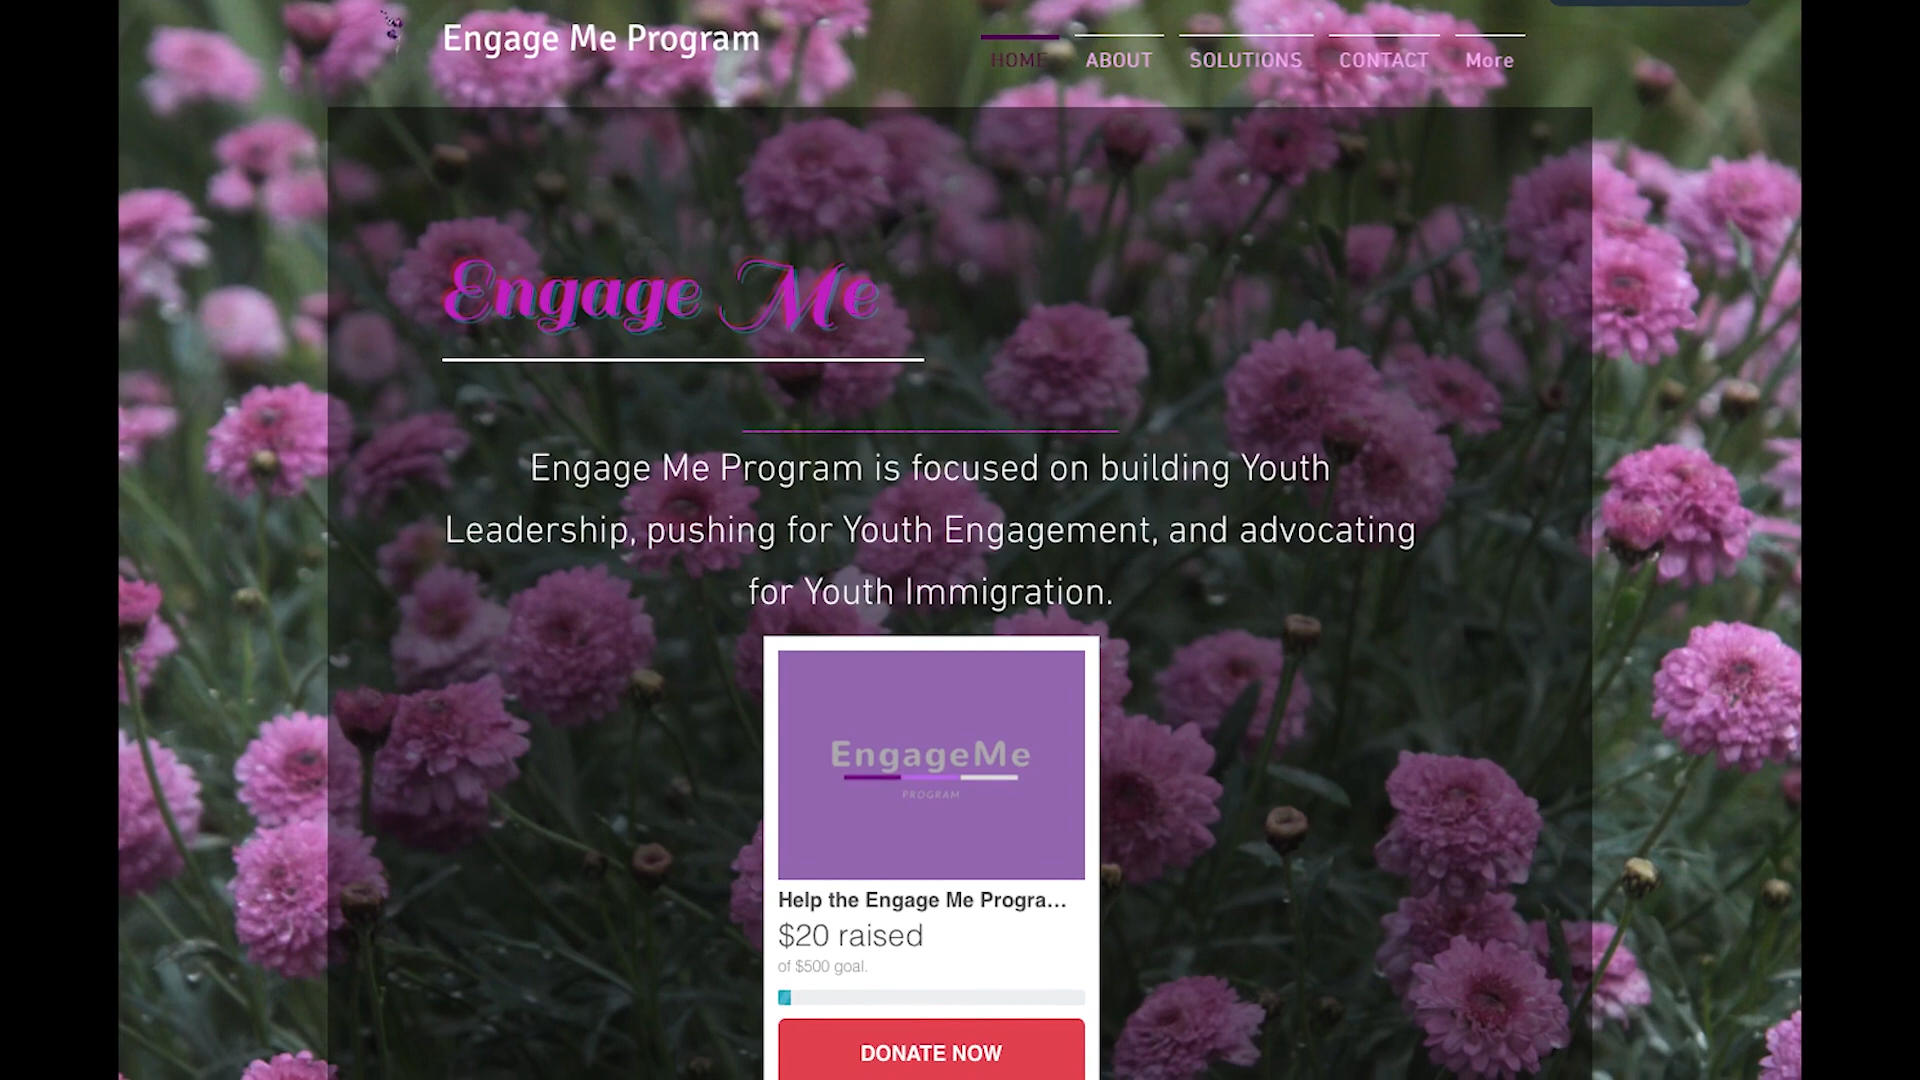 Engage Me Program
HOME ABOUT SOLUTIONS CONTACT More
Engage Me
Engage Me Program is focused on building Youth
Leadership, pushing for Youth Engagement, and advocating
for Youth Immigration.
EngageMe
PROGRAM
Help the Engage Me Progra...
$20 raised
of $500 goal.
DONATE NOW